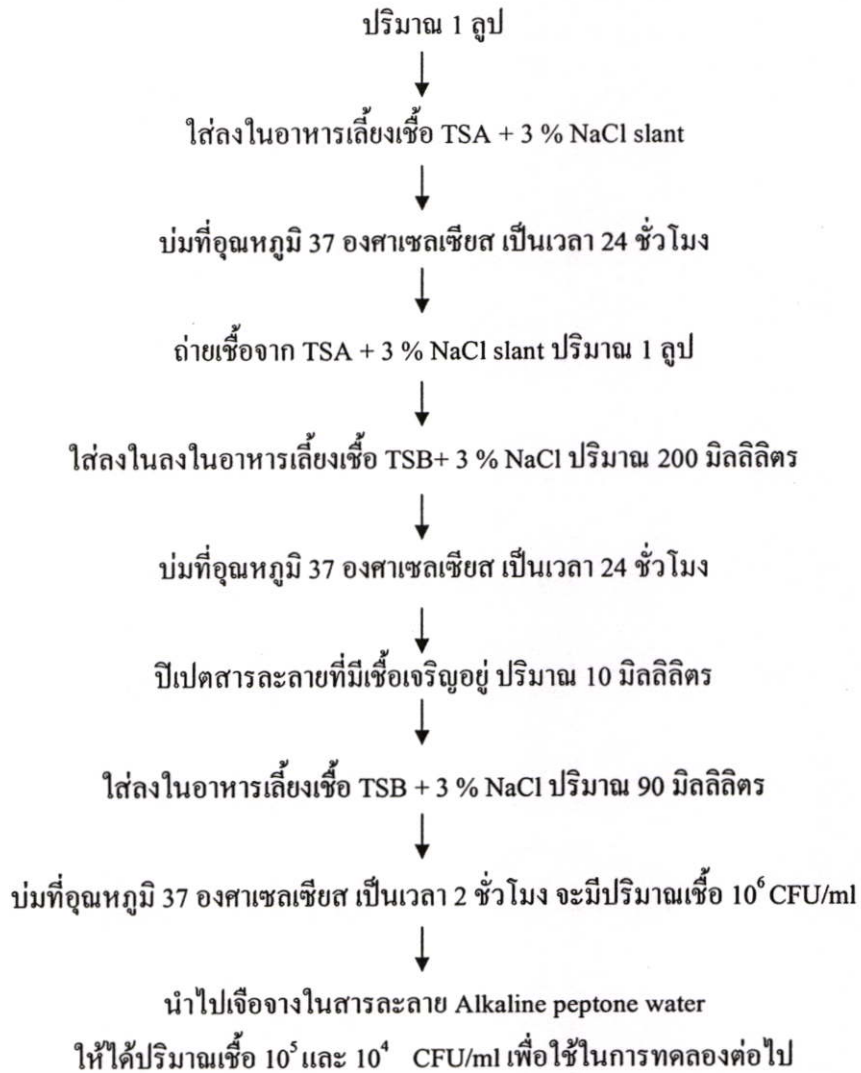 ปริมาณ 1 ลูป
ใส่ลงในอาหารเลี้ยงเชื้อ TSA + 3 % NaCl slant
บ่มที่อุณหภูมิ 37 องศาเซลเซียส เป็นเวลา 24 ชั่วโมง
ถ่ายเชื้อจาก TSA + 3 % NaCl slant ปริมาณ 1 ลูป
ใส่ลงในลงในอาหารเลี้ยงเชื้อ TSB+ 3 % NaCl ปริมาณ 200 มิลลิลิตร
บ่มที่อุณหภูมิ 37 องศาเซลเซียส เป็นเวลา 24 ชั่วโมง
ปิเปตสารละลายที่มีเชื้อเจริญอยู่ ปริมาณ 10 มิลลิลิตร
ใส่ลงในอาหารเลี้ยงเชื้อ TSB + 3 % NaCl ปริมาณ 90 มิลลิลิตร
บ่มที่อุณหภูมิ 37 องศาเซลเซียส เป็นเวลา 2 ชั่วโมง จะมีปริมาณเชื้อ 10⁶ CFU/ml
นำไปเจือจางในสารละลาย Alkaline peptone water
ให้ได้ปริมาณเชื้อ 10⁵ และ 10⁴ CFU/ml เพื่อใช้ในการทดลองต่อไป